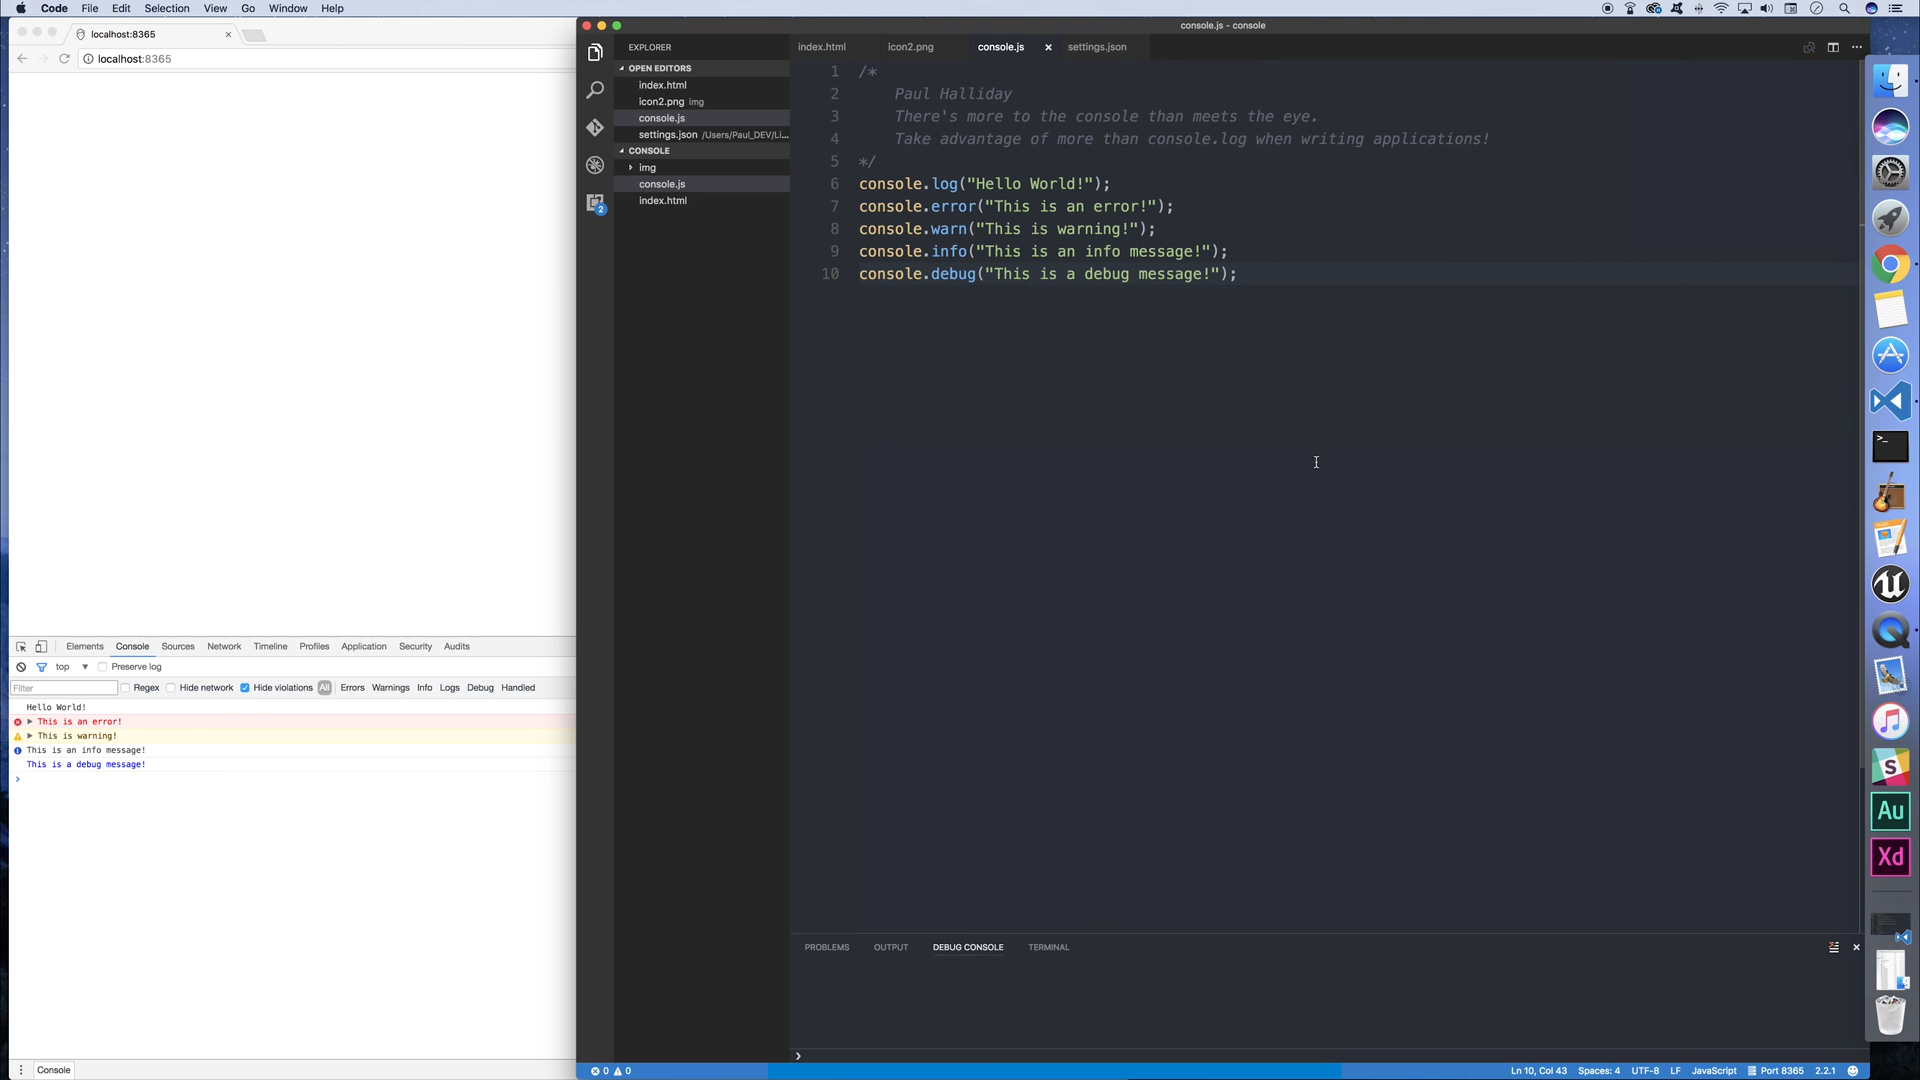 Code File Edit Selection View Go Window Help
localhost:8365
localhost:8365
Elements Console Sources Network Timeline Profiles Application Security Audits
top Preserve log
Filter Regex Hide network Hide violations All Errors Warnings Info Logs Debug Handled
Hello World!
This is an error!
This is warning!
This is an info message!
This is a debug message!
Console
console.js - console
EXPLORER
OPEN EDITORS
index.html
icon2.png img
console.js
settings.json /Users/Paul_DEV/Li...
CONSOLE
img
console.js
index.html
2
index.html icon2.png console.js settings.json
1 /*
2 Paul Halliday
3 There's more to the console than meets the eye.
4 Take advantage of more than console.log when writing applications!
5 */
6 console.log("Hello World!");
7 console.error("This is an error!");
8 console.warn("This is warning!");
9 console.info("This is an info message!");
10 console.debug("This is a debug message!");
PROBLEMS OUTPUT DEBUG CONSOLE TERMINAL
0 0 Ln 10, Col 43 Spaces: 4 UTF-8 LF JavaScript Port 8365 2.2.1
S
Au
Xd